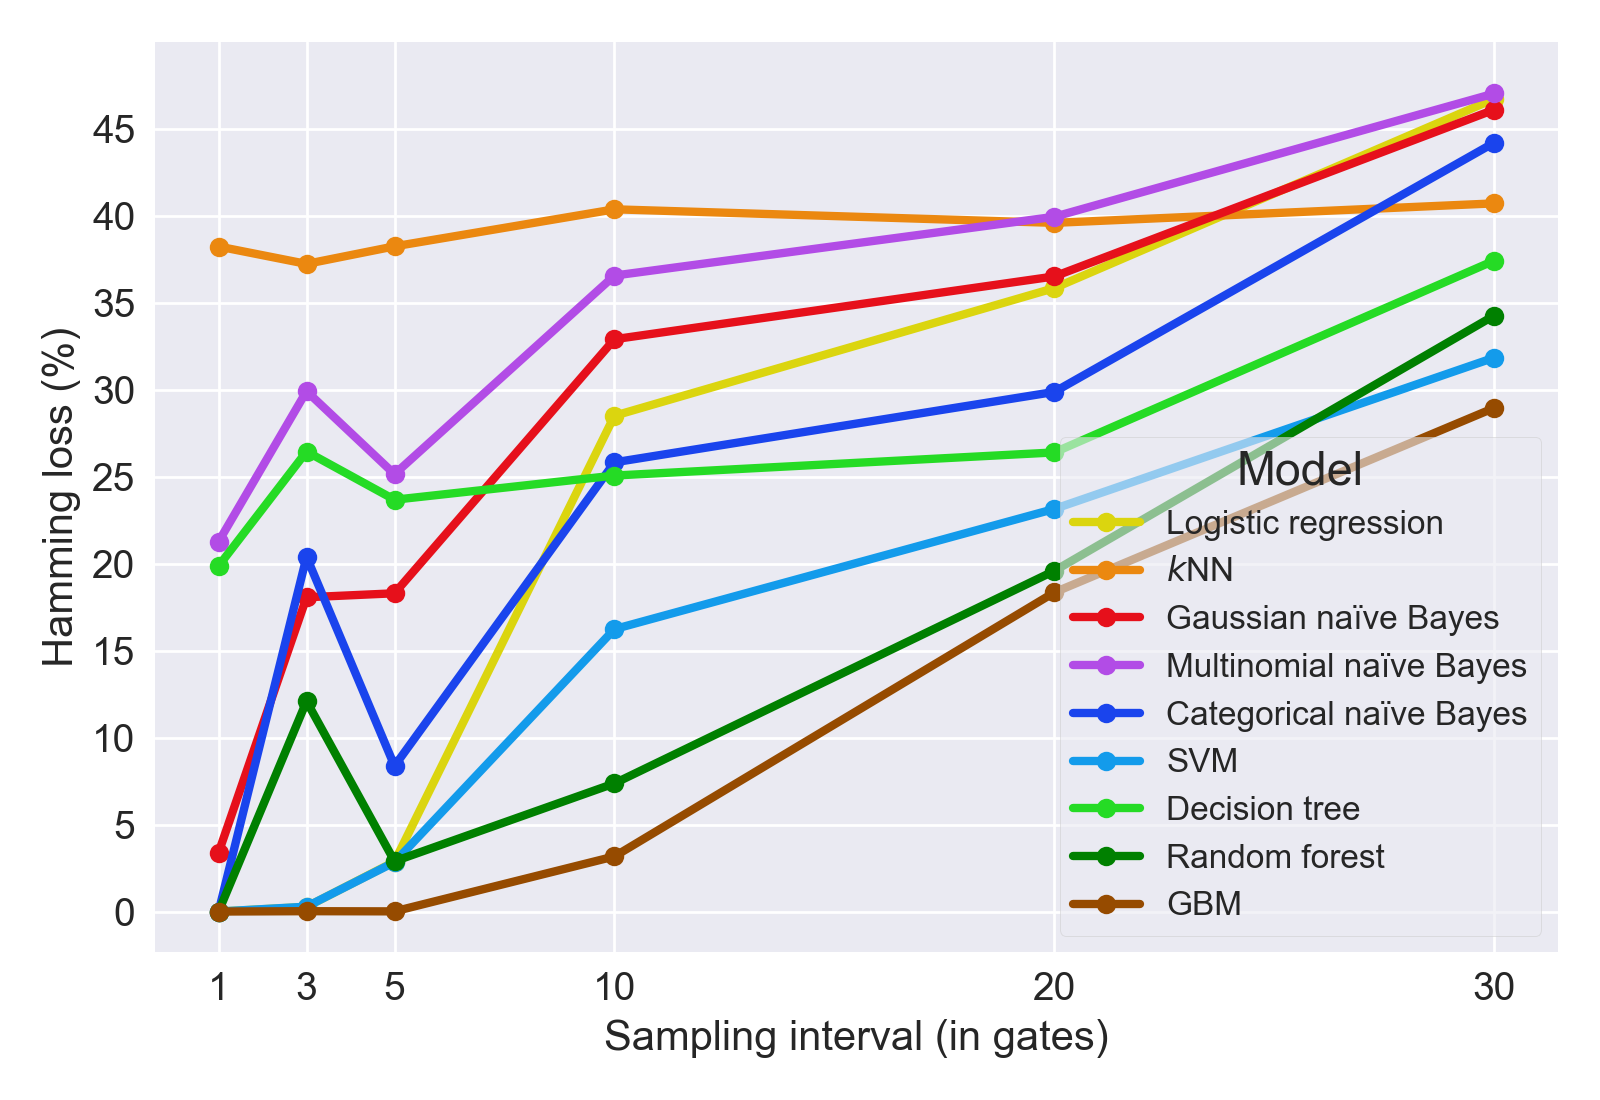 Hamming loss (%)
45
40
35
30
25
20
15
10
5
0
1 3 5 10 20 30
Sampling interval (in gates)
Model
Logistic regression
kNN
Gaussian naïve Bayes
Multinomial naïve Bayes
Categorical naïve Bayes
SVM
Decision tree
Random forest
GBM